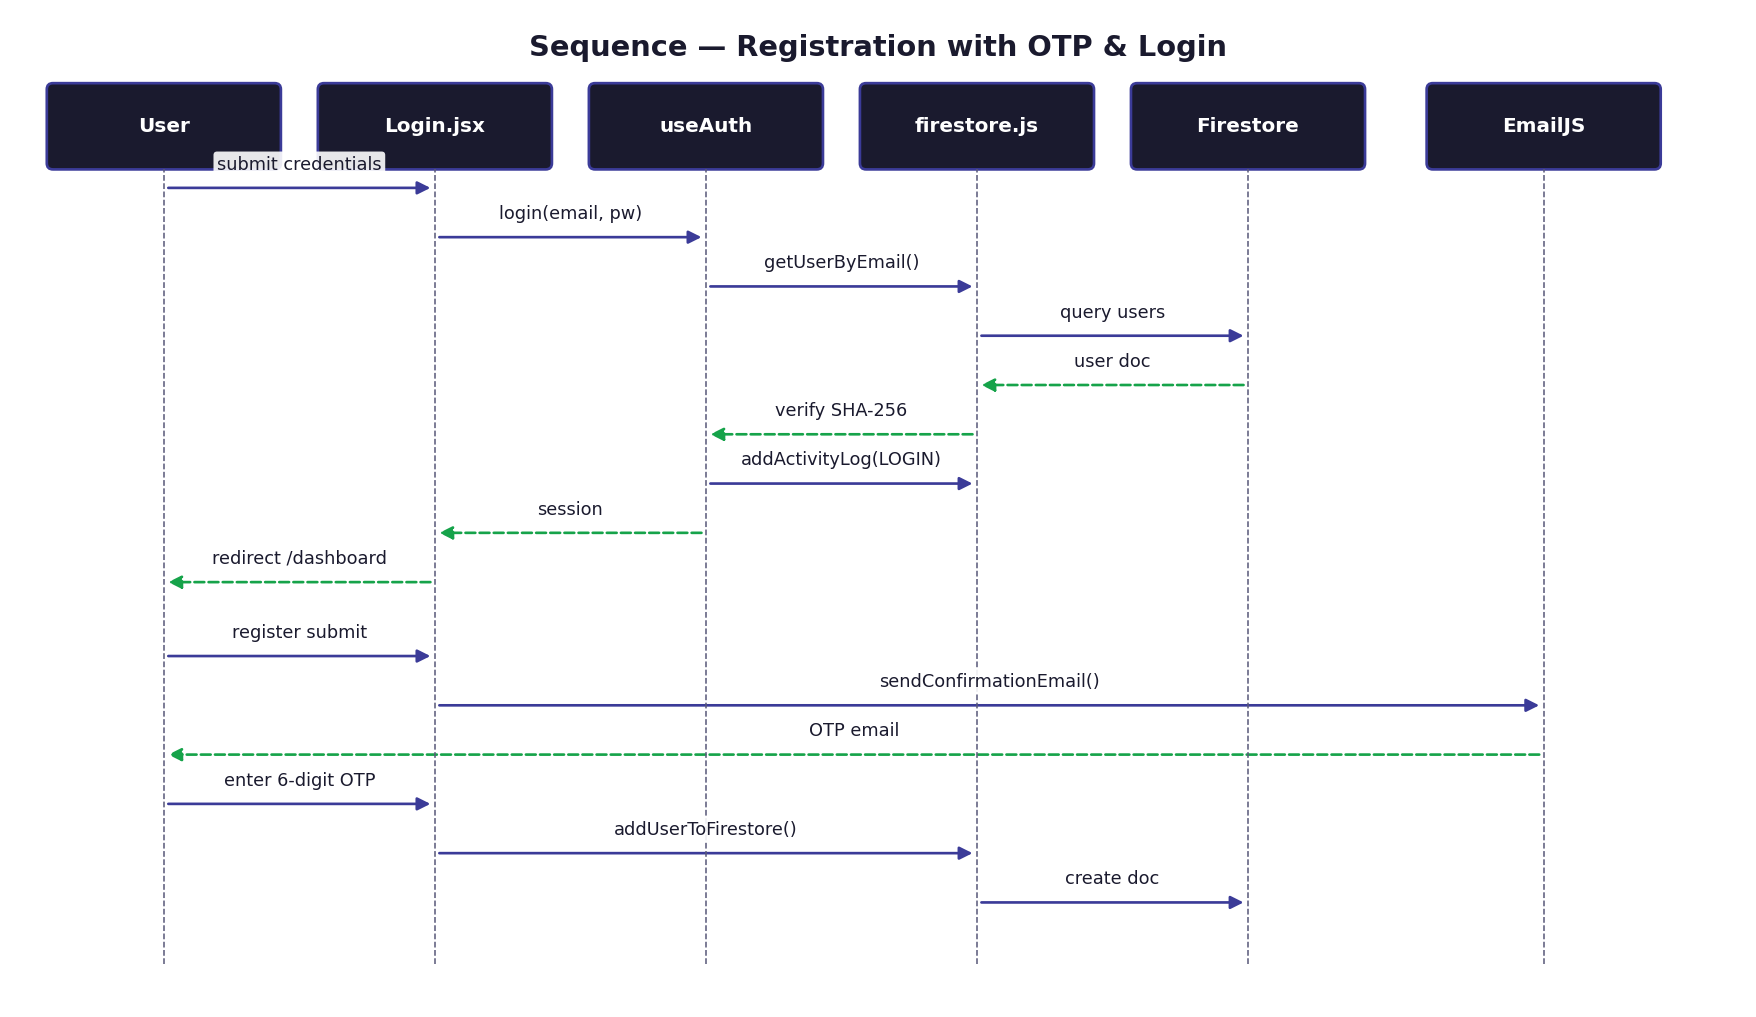 Sequence — Registration with OTP & Login
User
Login.jsx
useAuth
firestore.js
Firestore
EmailJS
submit credentials
login(email, pw)
getUserByEmail()
query users
user doc
verify SHA-256
addActivityLog(LOGIN)
session
redirect /dashboard
register submit
sendConfirmationEmail()
OTP email
enter 6-digit OTP
addUserToFirestore()
create doc